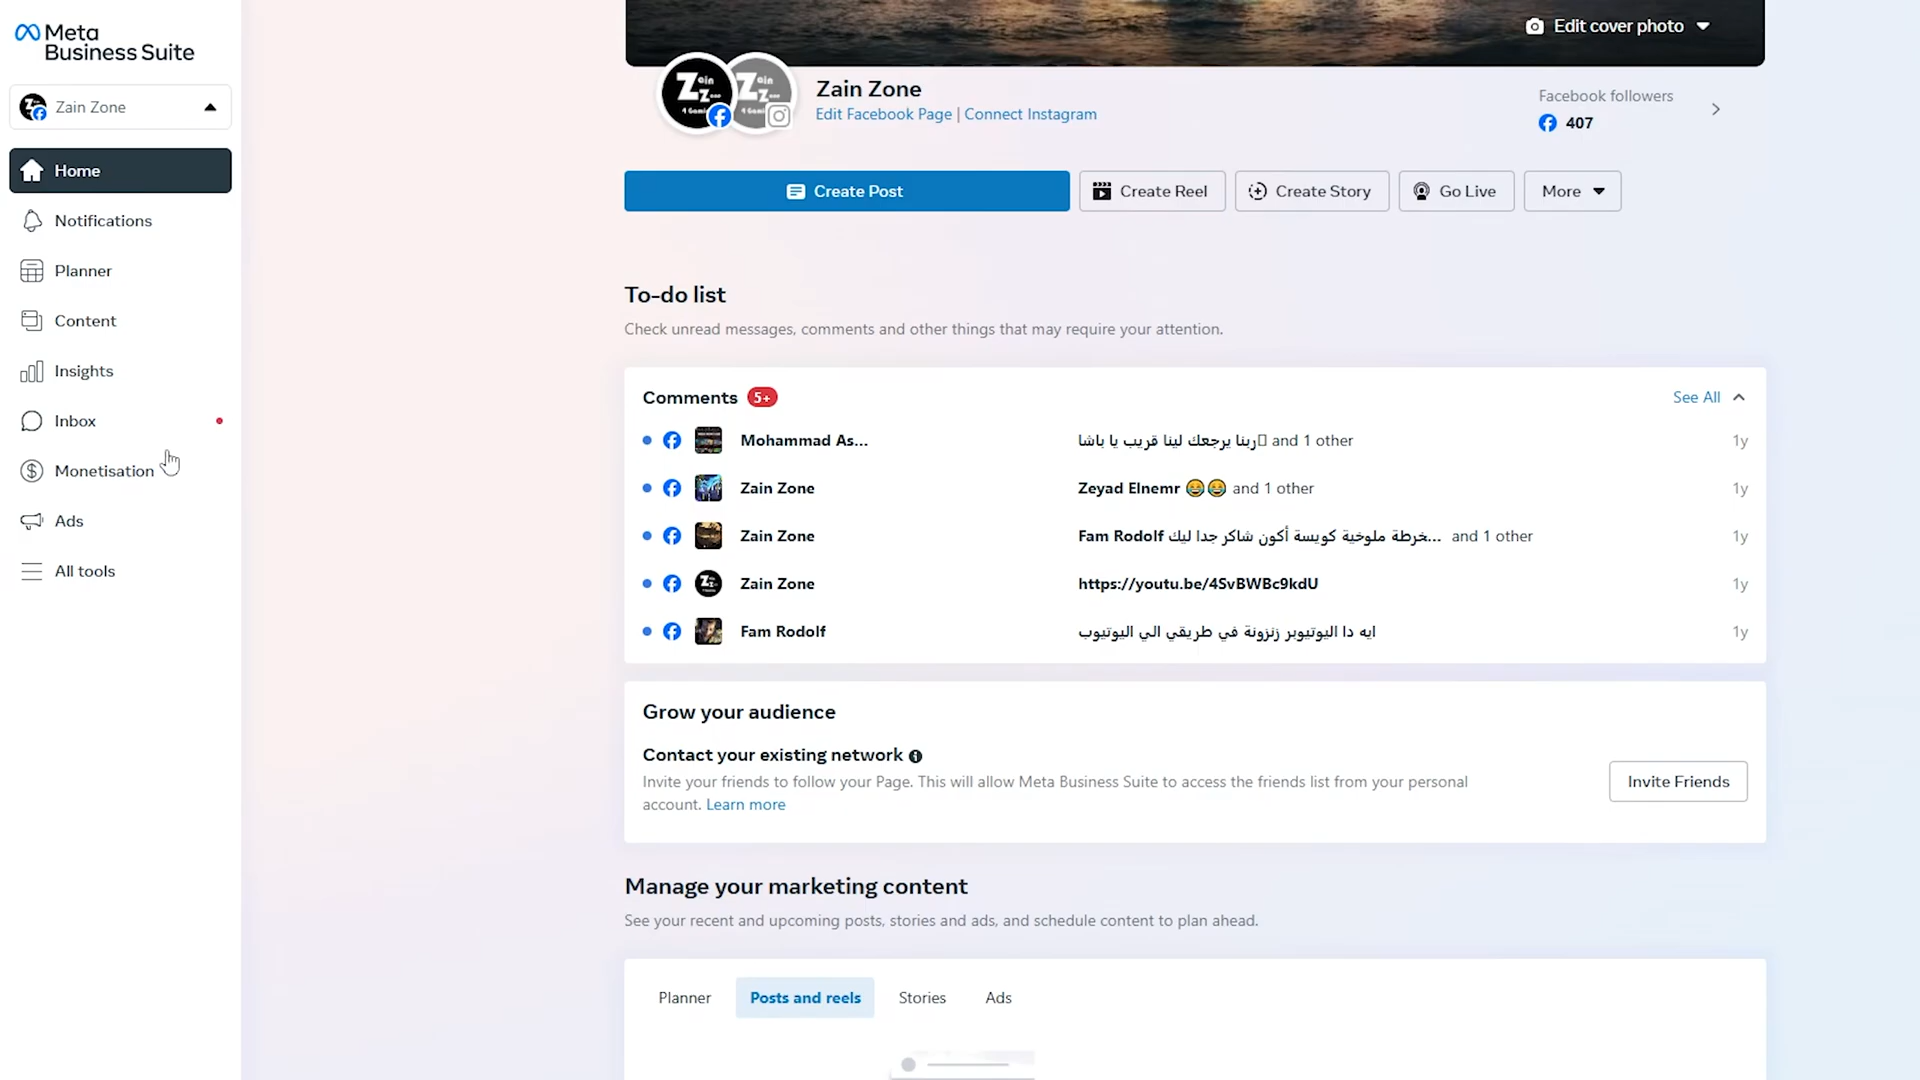 Meta
Business Suite
Zain Zone
Home
Notifications
Planner
Content
Insights
Inbox
Monetisation
Ads
All tools
Edit cover photo
Zain Zone
Edit Facebook Page | Connect Instagram
Facebook followers
407
Create Post
Create Reel
Create Story
Go Live
More
To-do list
Check unread messages, comments and other things that may require your attention.
Comments 5+
See All
Mohammad As... ربنا يرجعك لينا قريب يا باشا and 1 other 1y
Zain Zone Zeyad Elnemr 😂😂 and 1 other 1y
Zain Zone Fam Rodolf خرطة ملوخية كويسة أكون شاكر جدا ليك... and 1 other 1y
Zain Zone https://youtu.be/4SvBWBc9kdU 1y
Fam Rodolf ايه دا اليوتيوبر زنزونة في طريقي الي اليوتيوب 1y
Grow your audience
Contact your existing network
Invite your friends to follow your Page. This will allow Meta Business Suite to access the friends list from your personal
account. Learn more
Invite Friends
Manage your marketing content
See your recent and upcoming posts, stories and ads, and schedule content to plan ahead.
Planner
Posts and reels
Stories
Ads